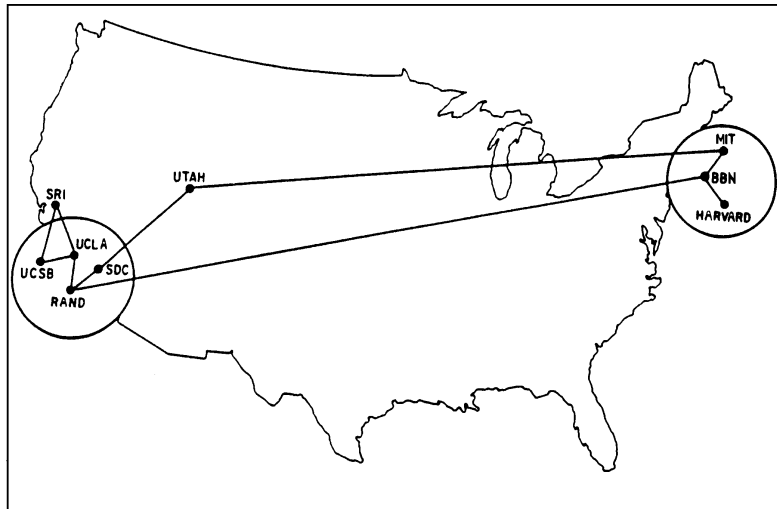 MIT
UTAH
BBN
SRI
HARVARD
UCLA
UCSB
SDC
RAND